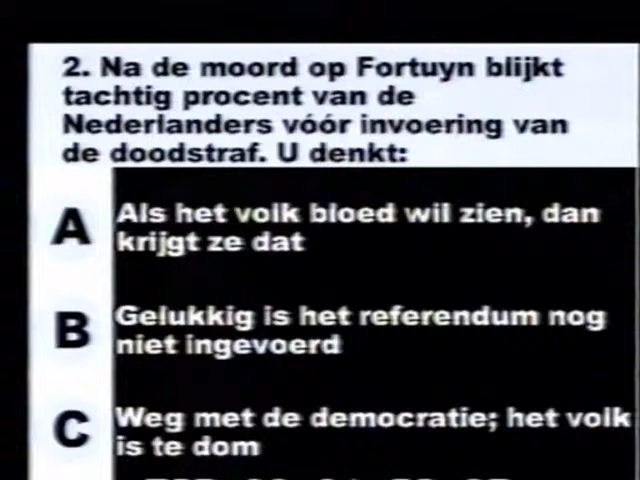 2. Na de moord op Fortuyn blijkt
tachtig procent van de
Nederlanders vóór invoering van
de doodstraf. U denkt:
A Als het volk bloed wil zien, dan
krijgt ze dat
B Gelukkig is het referendum nog
niet ingevoerd
C Weg met de democratie; het volk
is te dom